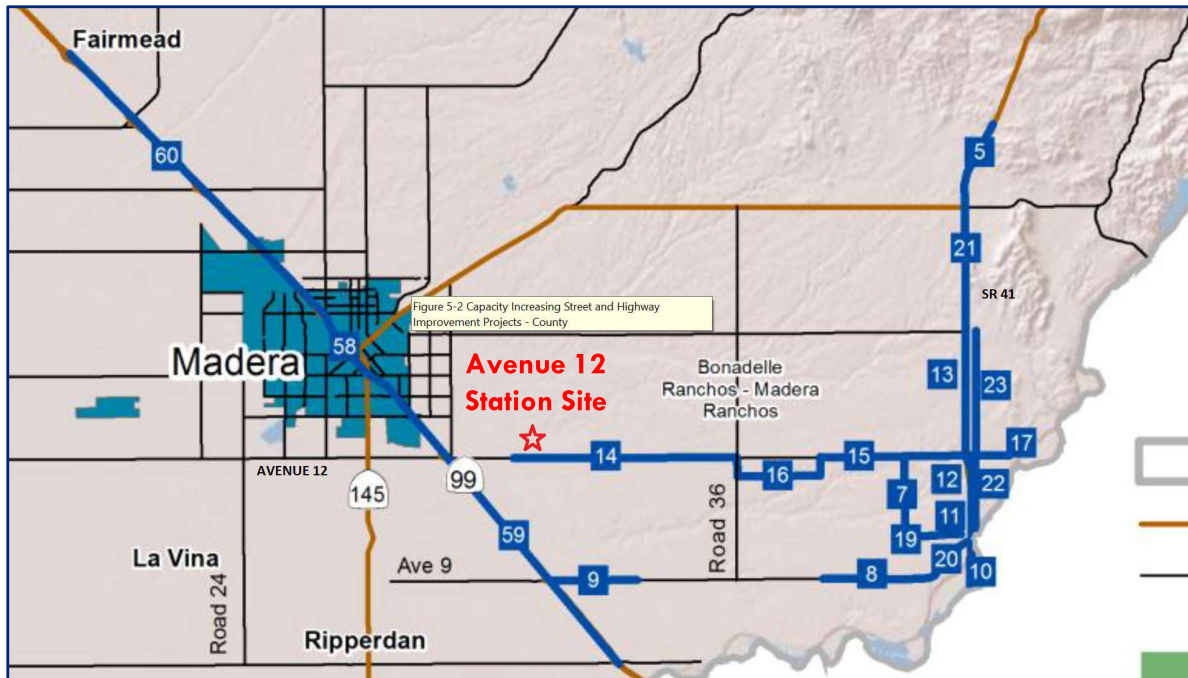 Fairmead
60
5
21
SR 41
Figure 5-2 Capacity Increasing Street and Highway
Improvement Projects - County
58
Madera
Avenue 12
Station Site
Bonadelle
Ranchos - Madera
Ranchos
13
23
17
14
15
AVENUE 12
99
16
12
22
145
7
Road 36
11
59
19
La Vina
20
Ave 9
9
8
10
Road 24
Ripperdan